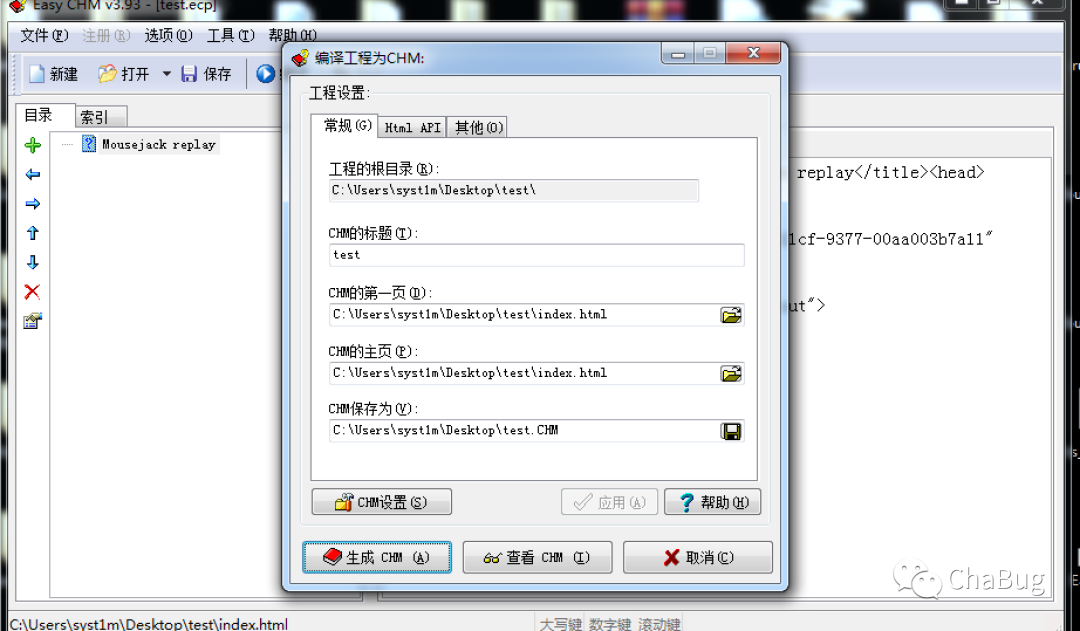 Easy CHM v3.93 - [test.ecp]
文件(F) 注册(R) 选项(O) 工具(T) 帮助(H)
新建 打开 保存
目录 索引
Mousejack replay
编译工程为CHM:
工程设置:
常规(G) Html API 其他(O)
工程的根目录(R):
C:\Users\syst1m\Desktop\test\
CHM的标题(T):
test
CHM的第一页(D):
C:\Users\syst1m\Desktop\test\index.html
CHM的主页(P):
C:\Users\syst1m\Desktop\test\index.html
CHM保存为(V):
C:\Users\syst1m\Desktop\test.CHM
CHM设置(S) 应用(A) 帮助(H)
生成 CHM (A) 查看 CHM (I) 取消(C)
replay</title><head>
1cf-9377-00aa003b7a11"
ut">
ChaBug
C:\Users\syst1m\Desktop\test\index.html 大写键 数字键 滚动键